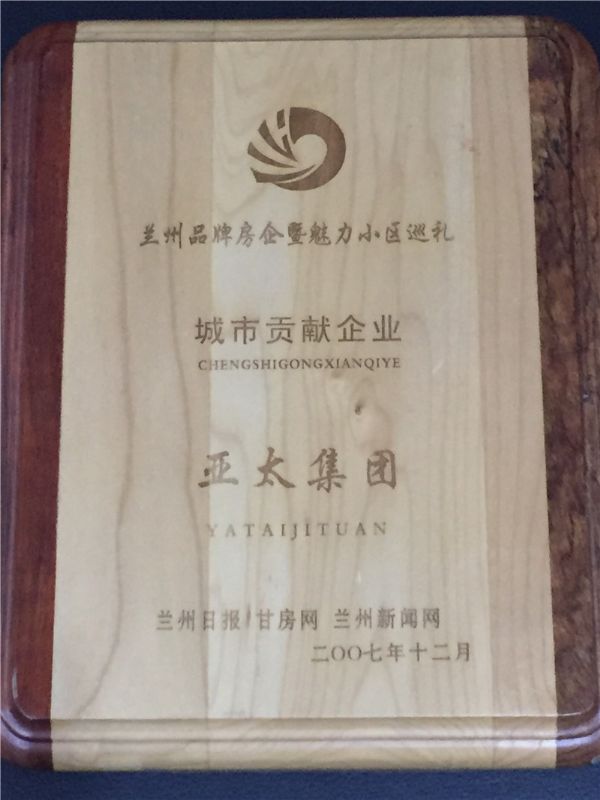 兰州品牌房企暨魅力小区巡礼
城市贡献企业
CHENGSHIGONGXIANQIYE
亚太集团
YATAIJITUAN
兰州日报/甘房网 兰州新闻网
二〇〇七年十二月